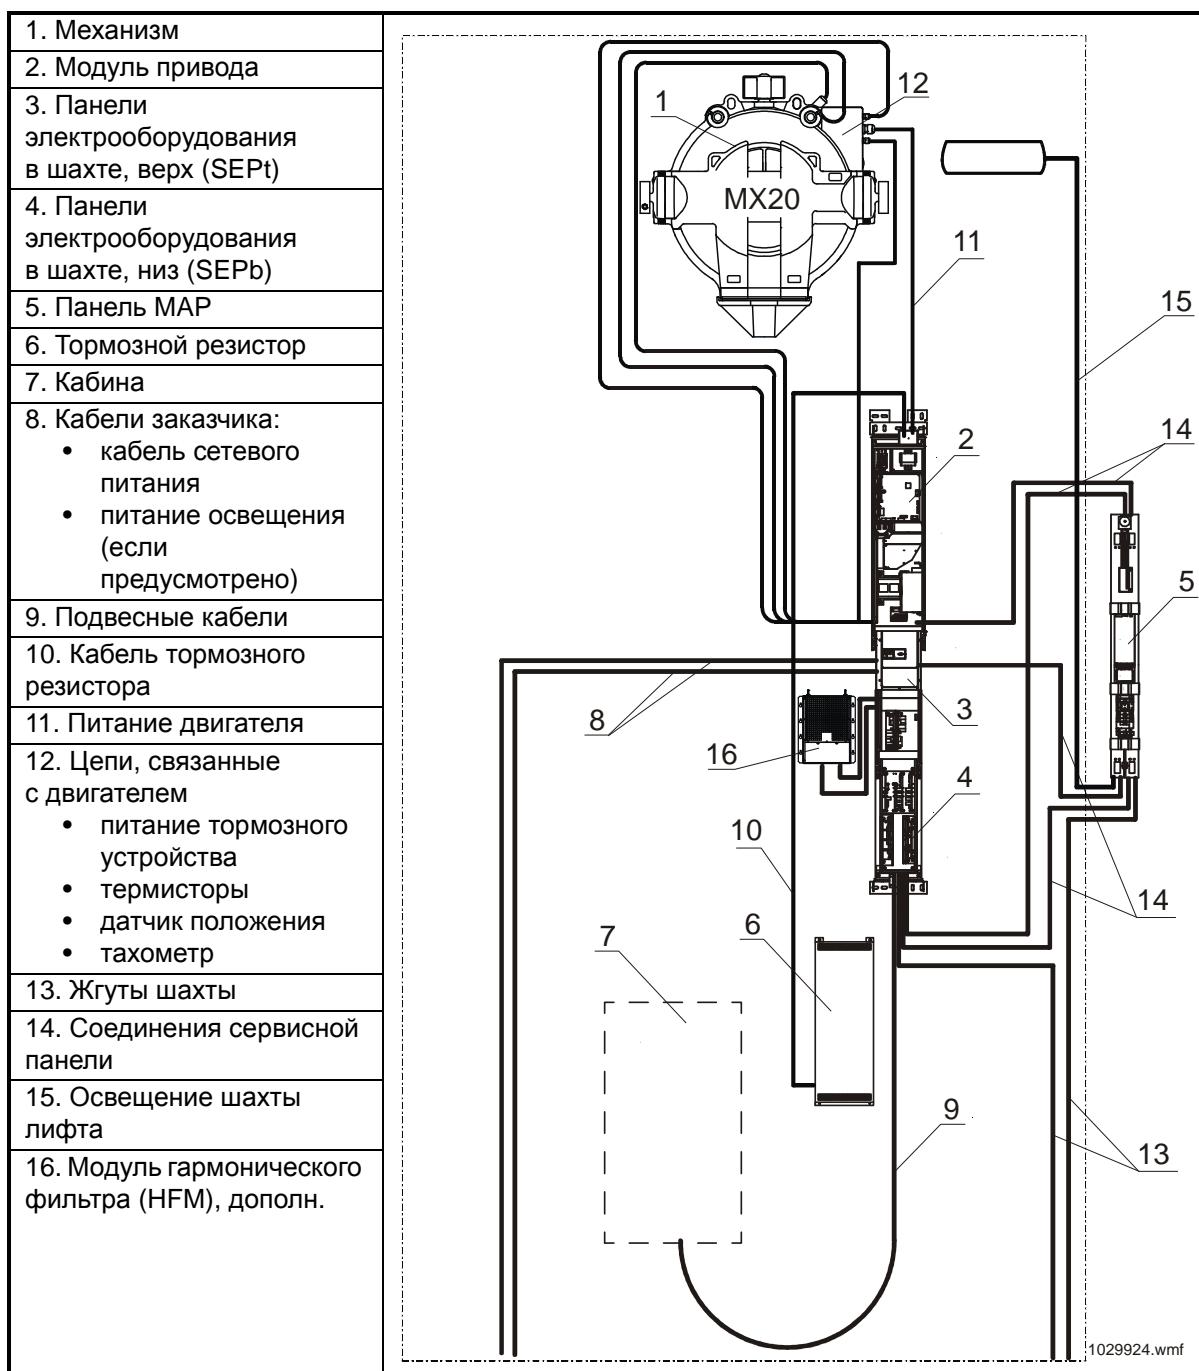 1. Механизм
2. Модуль привода
3. Панели
электрооборудования
в шахте, верх (SEPt)
4. Панели
электрооборудования
в шахте, низ (SEPb)
5. Панель MAP
6. Тормозной резистор
7. Кабина
8. Кабели заказчика:
• кабель сетевого
питания
• питание освещения
(если
предусмотрено)
9. Подвесные кабели
10. Кабель тормозного
резистора
11. Питание двигателя
12. Цепи, связанные
с двигателем
• питание тормозного
устройства
• термисторы
• датчик положения
• тахометр
13. Жгуты шахты
14. Соединения сервисной
панели
15. Освещение шахты
лифта
16. Модуль гармонического
фильтра (HFM), дополн.
1
12
MX20
11
15
2
14
5
8
3
16
4
10
14
7
6
9
13
1029924.wmf